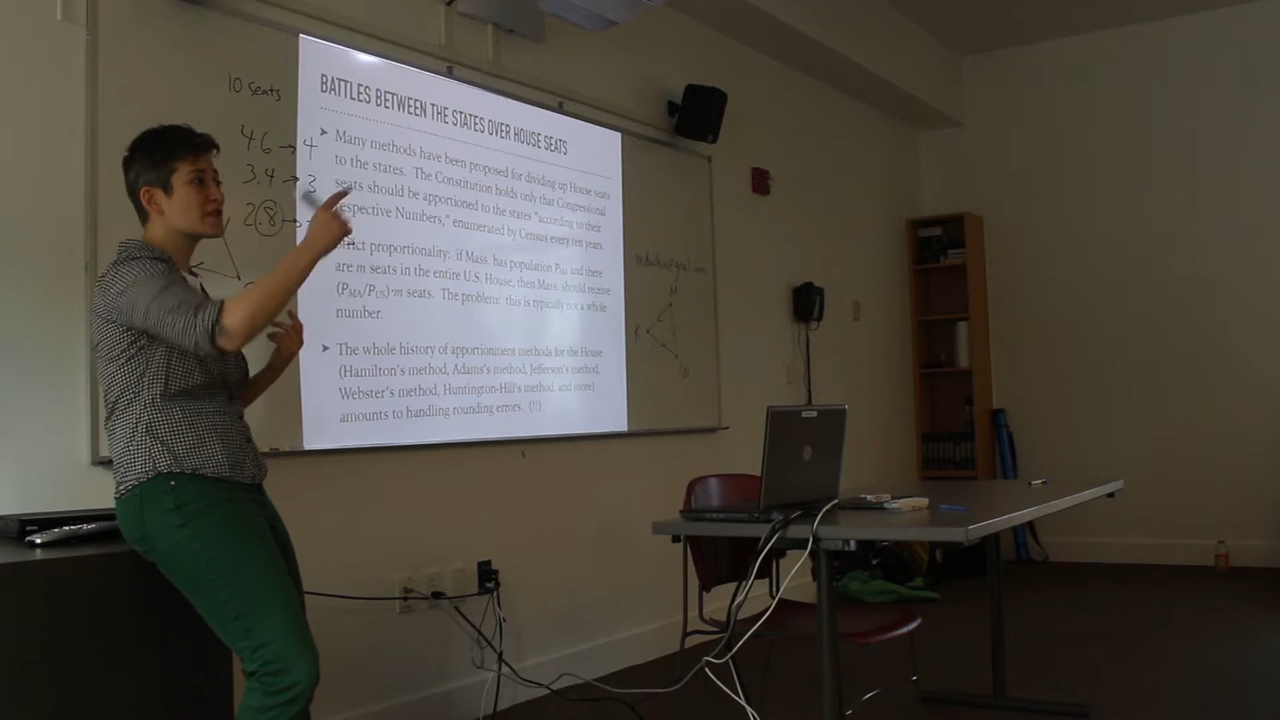 10 seats
4.6 → 4
3.4 → 3
2.8 →
BATTLES BETWEEN THE STATES OVER HOUSE SEATS
➤ Many methods have been proposed for dividing up House seats
to the states. The Constitution holds only that Congressional
seats should be apportioned to the states “according to their
respective Numbers,” enumerated by Census every ten years.
Strict proportionality: if Mass. has population PMA and there
are m seats in the entire U.S. House, then Mass. should receive
(PMA/PUS)·m seats. The problem: this is typically not a whole
number.
➤ The whole history of apportionment methods for the House
(Hamilton’s method, Adams’s method, Jefferson’s method,
Webster’s method, Huntington-Hill’s method, and more)
amounts to handling rounding errors. (!!)